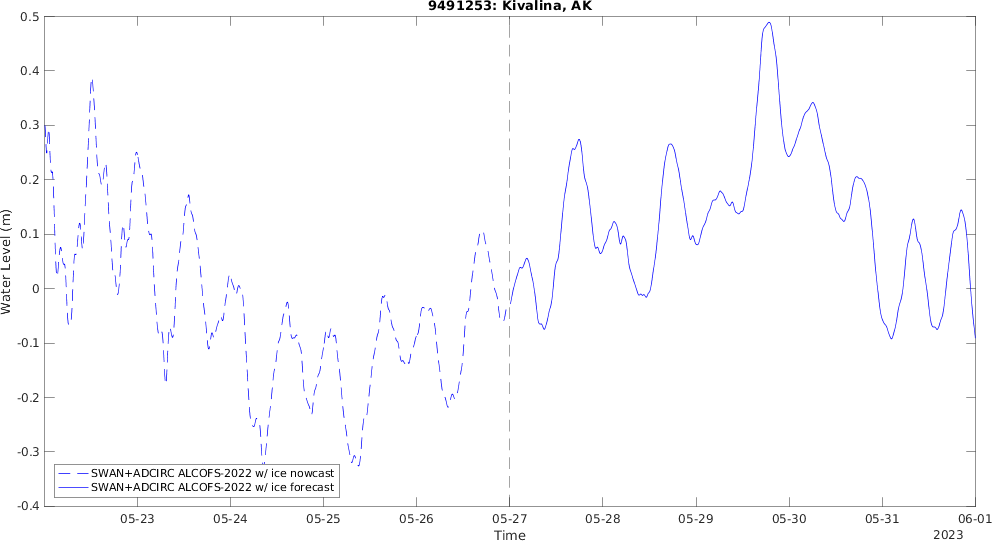 9491253: Kivalina, AK
0.5
0.4
0.3
0.2
0.1
0
-0.1
-0.2
-0.3
-0.4
Water Level (m)
SWAN+ADCIRC ALCOFS-2022 w/ ice nowcast
SWAN+ADCIRC ALCOFS-2022 w/ ice forecast
05-23 05-24 05-25 05-26 05-27 05-28 05-29 05-30 05-31 06-01
Time
2023